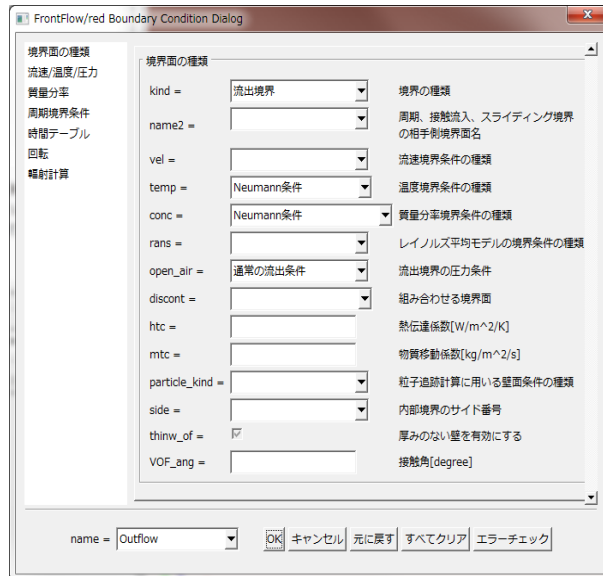 FrontFlow/red Boundary Condition Dialog
境界面の種類
流速/温度/圧力
質量分率
周期境界条件
時間テーブル
回転
輻射計算
境界面の種類
kind = 流出境界 境界の種類
name2 = 周期、接触流入、スライディング境界
の相手側境界面名
vel = 流速境界条件の種類
temp = Neumann条件 温度境界条件の種類
conc = Neumann条件 質量分率境界条件の種類
rans = レイノルズ平均モデルの境界条件の種類
open_air = 通常の流出条件 流出境界の圧力条件
discont = 組み合わせる境界面
htc = 熱伝達係数[W/m^2/K]
mtc = 物質移動係数[kg/m^2/s]
particle_kind = 粒子追跡計算に用いる壁面条件の種類
side = 内部境界のサイド番号
thinw_of = 厚みのない壁を有効にする
VOF_ang = 接触角[degree]
name = Outflow OK キャンセル 元に戻す すべてクリア エラーチェック